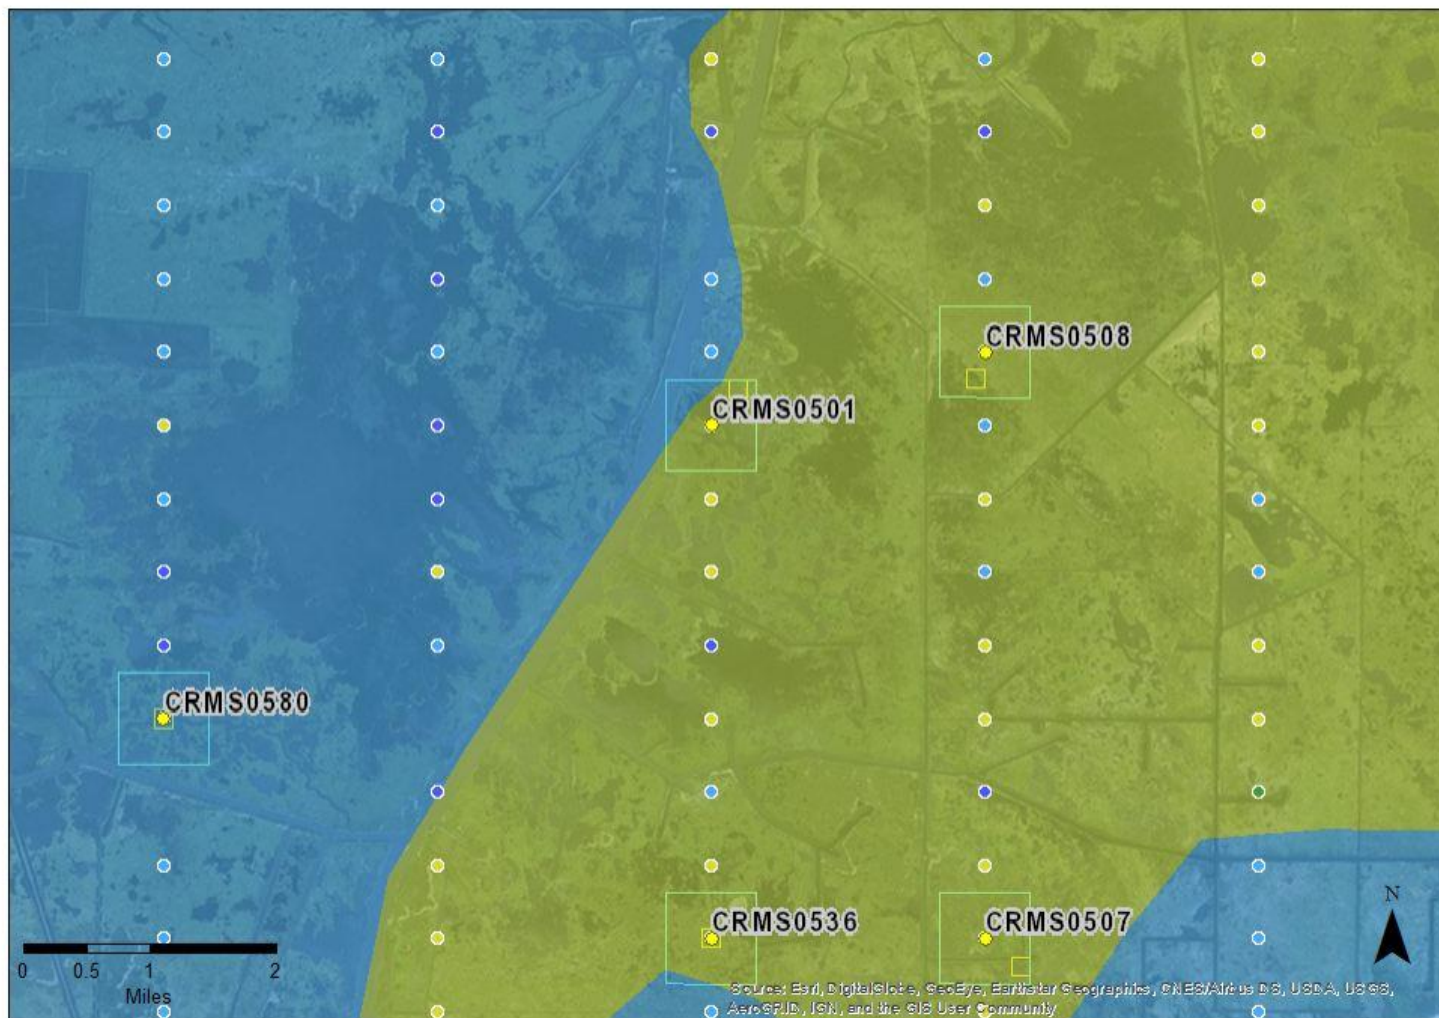 CRMS0508
CRMS0501
CRMS0580
CRMS0536
CRMS0507
N
0 0.5 1 2
Miles
Source: Esri, DigitalGlobe, GeoEye, Earthstar Geographics, CNES/Airbus DS, USDA, USGS,
AeroGRID, IGN, and the GIS User Community